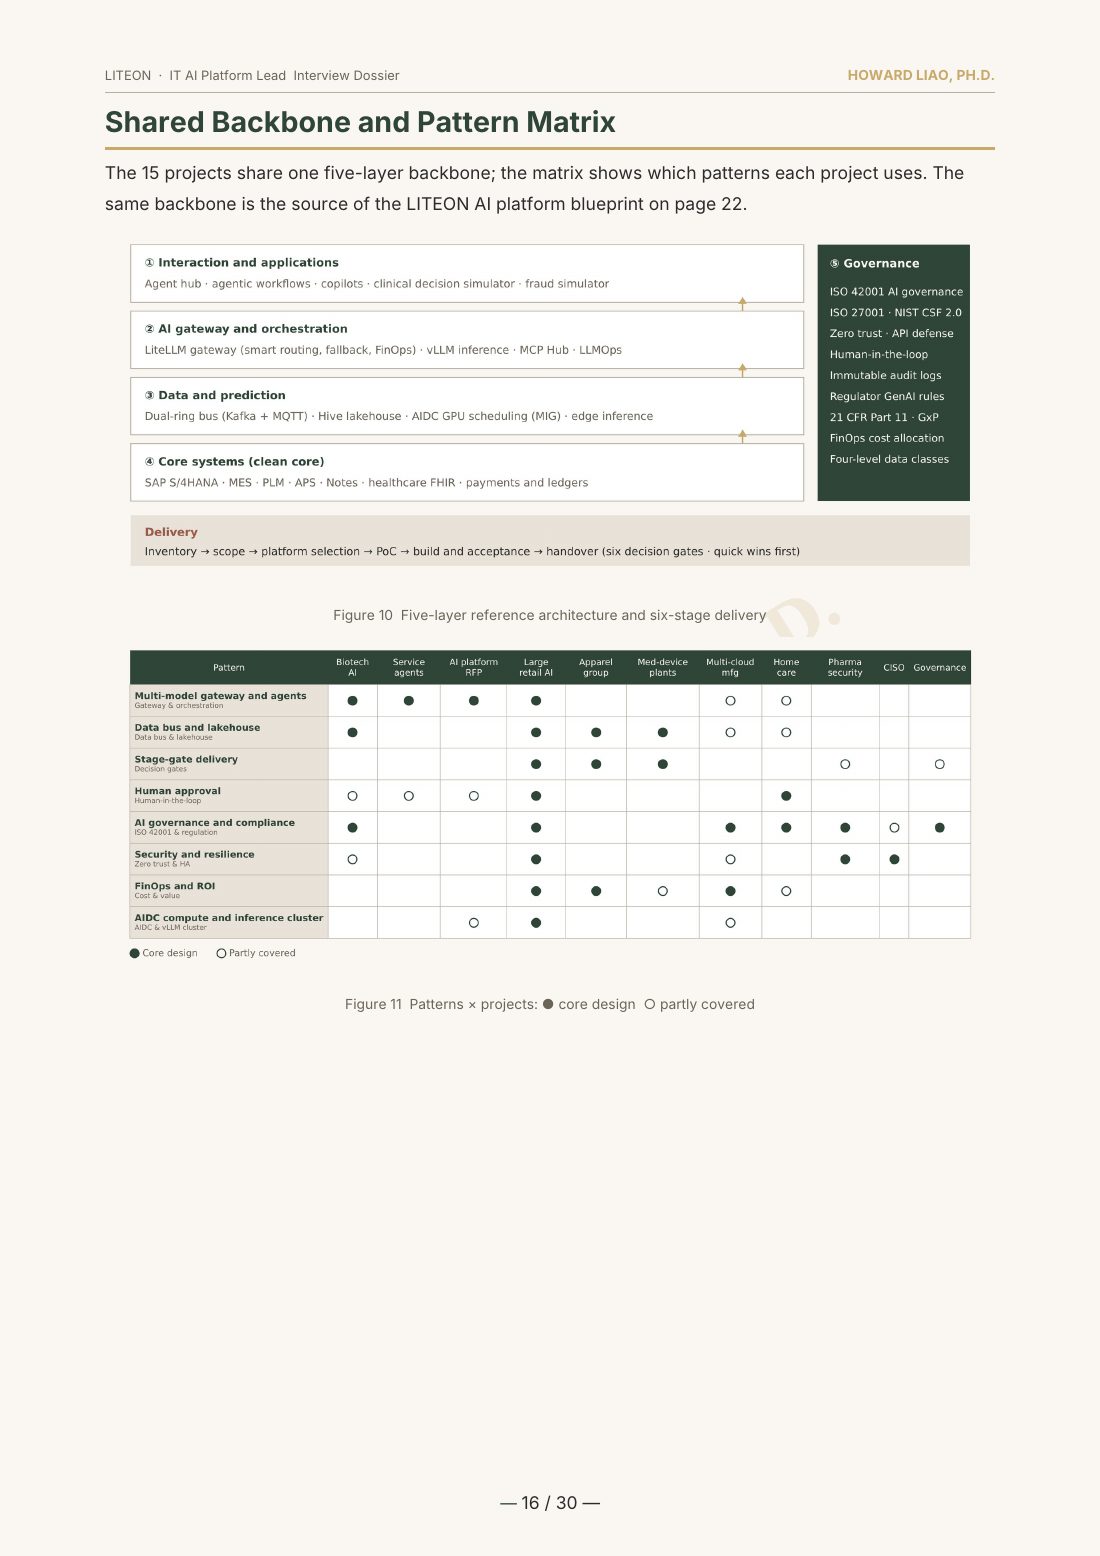 LITEON · IT AI Platform Lead Interview Dossier
HOWARD LIAO, PH.D.
Shared Backbone and Pattern Matrix
The 15 projects share one five-layer backbone; the matrix shows which patterns each project uses. The
same backbone is the source of the LITEON AI platform blueprint on page 22.
① Interaction and applications
Agent hub · agentic workflows · copilots · clinical decision simulator · fraud simulator
② AI gateway and orchestration
LiteLLM gateway (smart routing, fallback, FinOps) · vLLM inference · MCP Hub · LLMOps
③ Data and prediction
Dual-ring bus (Kafka + MQTT) · Hive lakehouse · AIDC GPU scheduling (MIG) · edge inference
④ Core systems (clean core)
SAP S/4HANA · MES · PLM · APS · Notes · healthcare FHIR · payments and ledgers
⑤ Governance
ISO 42001 AI governance
ISO 27001 · NIST CSF 2.0
Zero trust · API defense
Human-in-the-loop
Immutable audit logs
Regulator GenAI rules
21 CFR Part 11 · GxP
FinOps cost allocation
Four-level data classes
Delivery
Inventory → scope → platform selection → PoC → build and acceptance → handover (six decision gates · quick wins first)
Figure 10 Five-layer reference architecture and six-stage delivery
Pattern
Biotech AI
Service agents
AI platform RFP
Large retail AI
Apparel group
Med-device plants
Multi-cloud mfg
Home care
Pharma security
CISO
Governance
Multi-model gateway and agents
Gateway & orchestration
● ● ● ● ○ ○
Data bus and lakehouse
Data bus & lakehouse
● ● ● ● ○ ○
Stage-gate delivery
Decision gates
● ● ● ○ ○
Human approval
Human-in-the-loop
○ ○ ○ ● ●
AI governance and compliance
ISO 42001 & regulation
● ● ● ● ● ○ ●
Security and resilience
Zero trust & HA
○ ● ○ ● ●
FinOps and ROI
Cost & value
● ● ○ ● ○
AIDC compute and inference cluster
AIDC & vLLM cluster
○ ● ○
● Core design ○ Partly covered
Figure 11 Patterns × projects: ● core design ○ partly covered
— 16 / 30 —